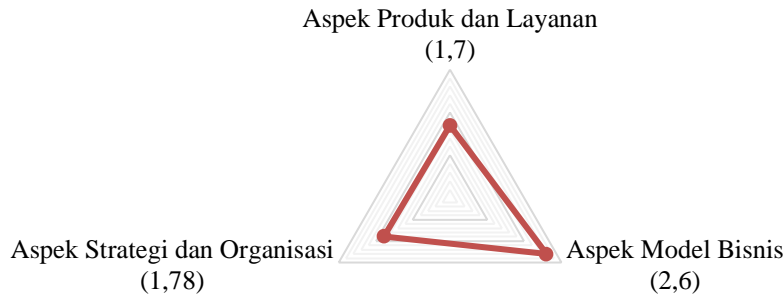 Aspek Produk dan Layanan
(1,7)
Aspek Strategi dan Organisasi
(1,78)
Aspek Model Bisnis
(2,6)